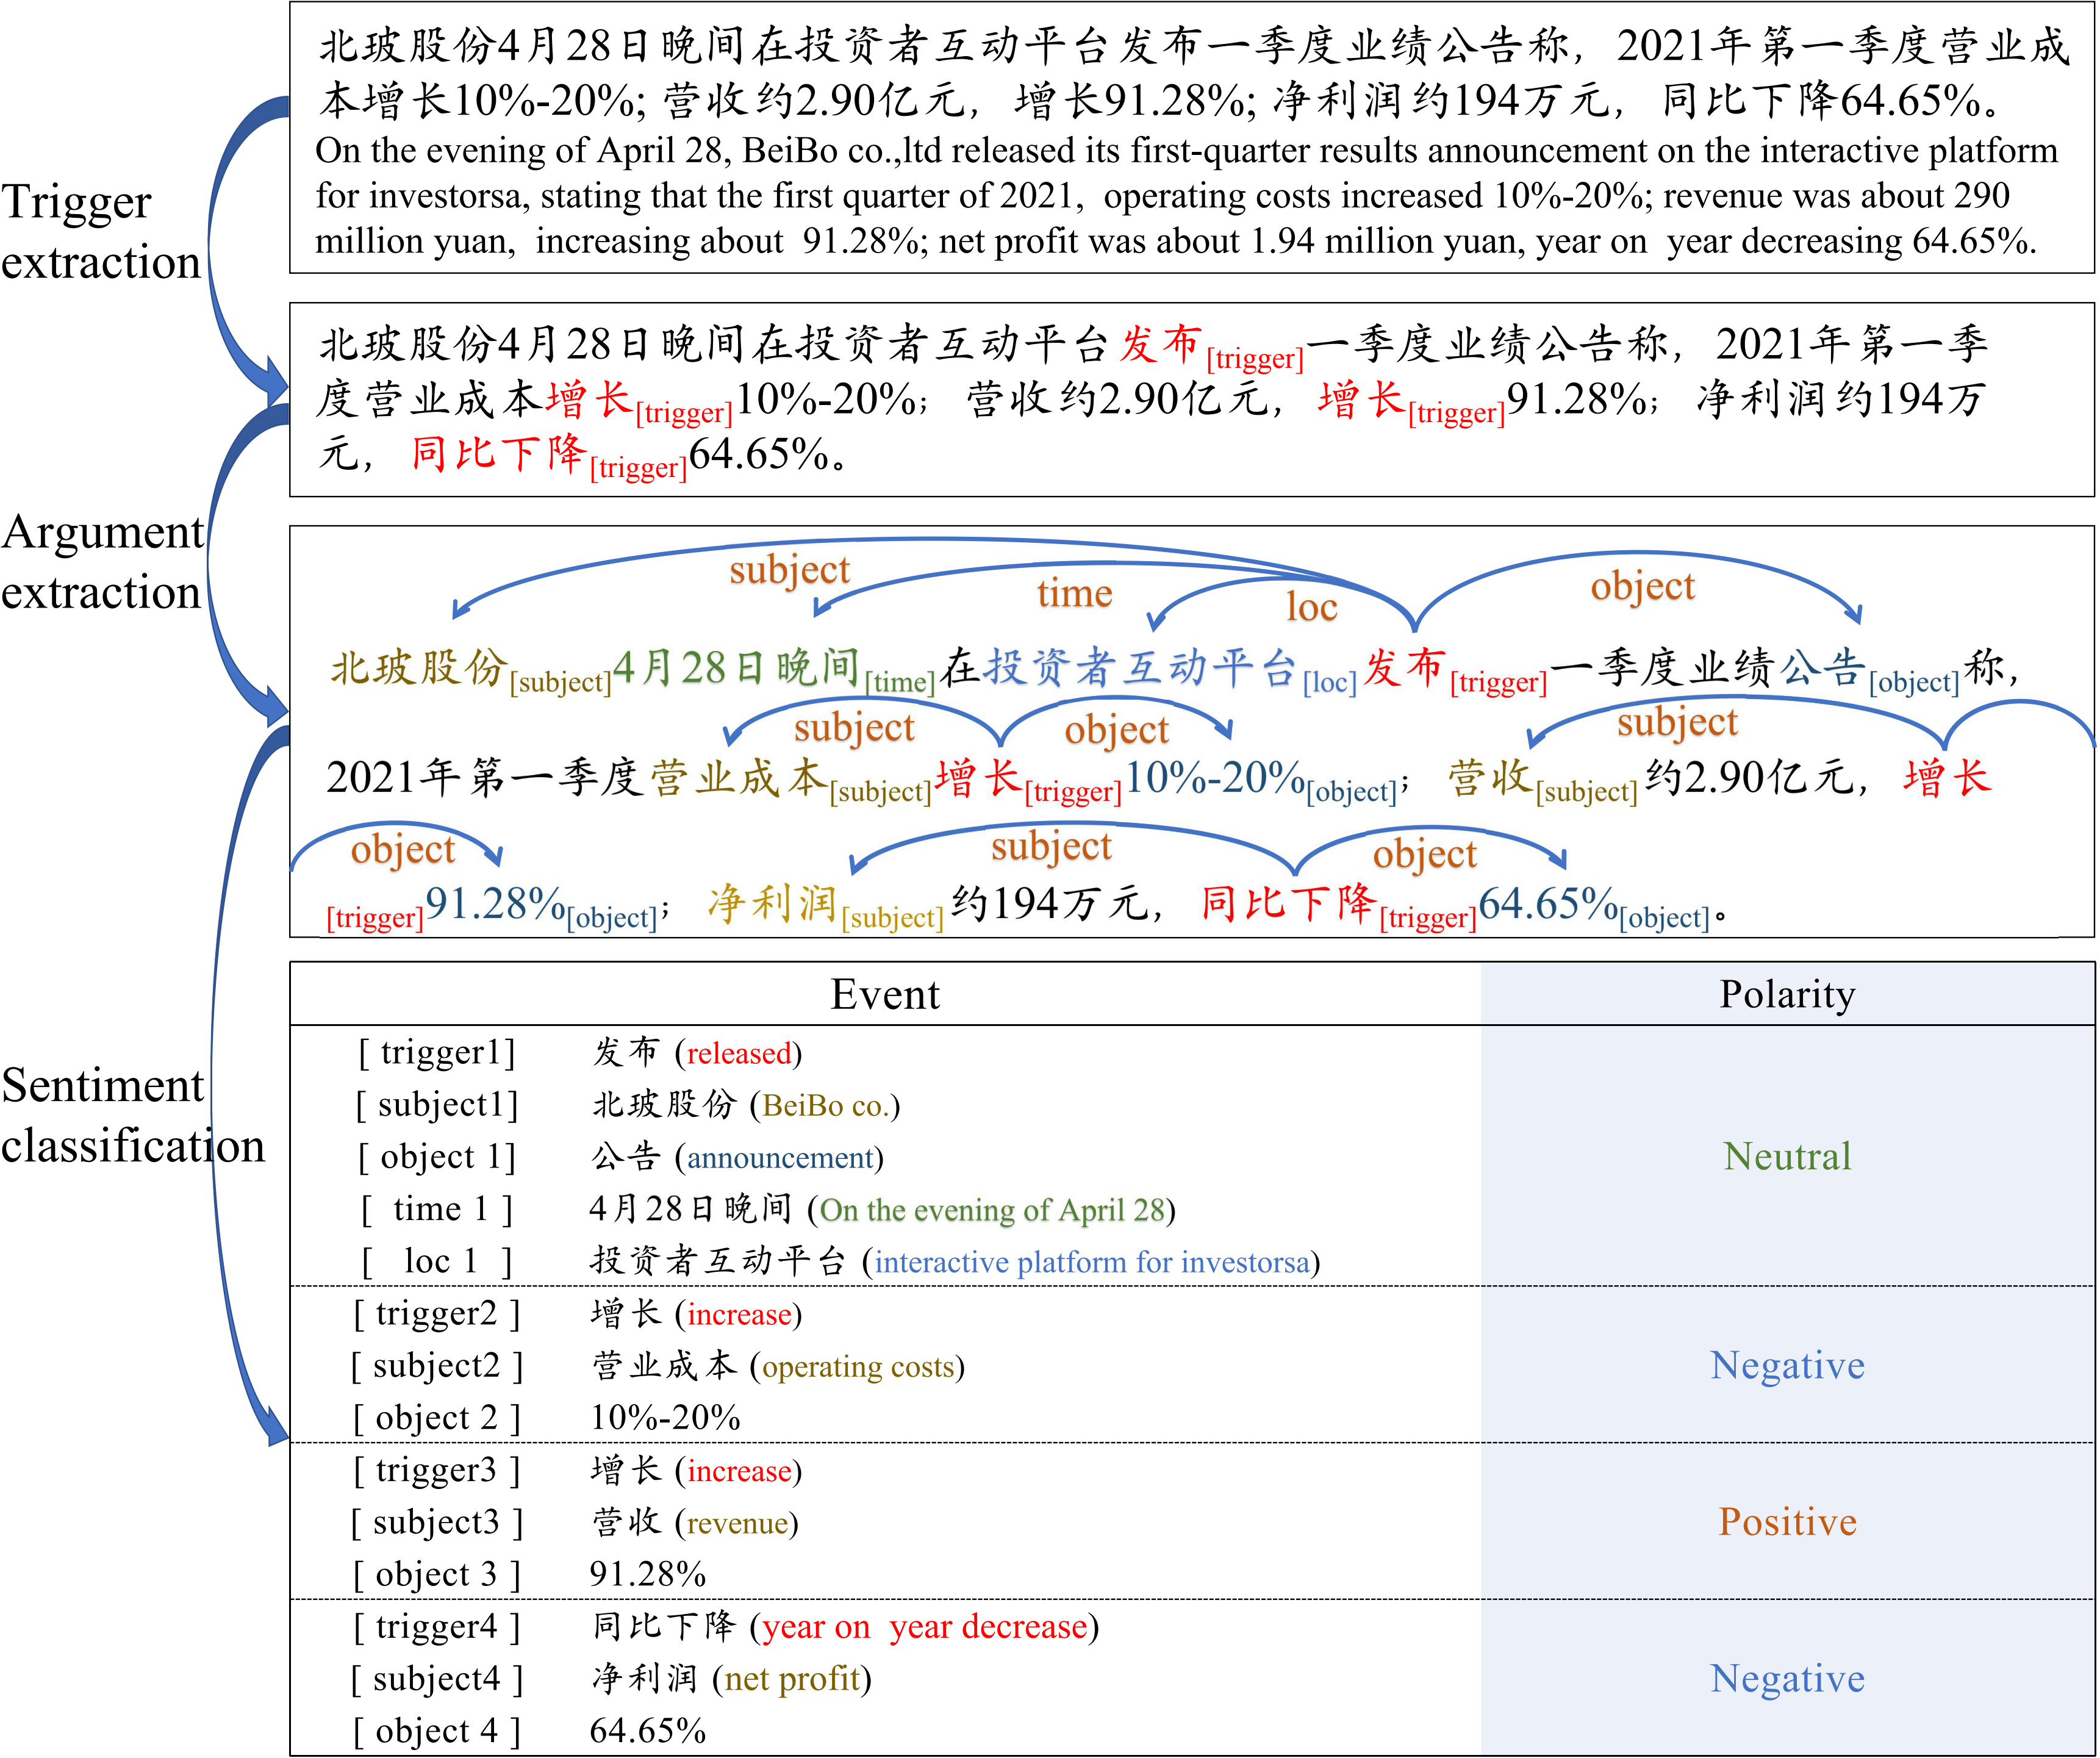 北玻股份4月28日晚间在投资者互动平台发布一季度业绩公告称，2021年第一季度营业成
本增长10%-20%; 营收约2.90亿元，增长91.28%; 净利润约194万元，同比下降64.65%。
On the evening of April 28, BeiBo co.,ltd released its first-quarter results announcement on the interactive platform
for investorsa, stating that the first quarter of 2021, operating costs increased 10%-20%; revenue was about 290
million yuan, increasing about 91.28%; net profit was about 1.94 million yuan, year on year decreasing 64.65%.
Trigger
extraction
北玻股份4月28日晚间在投资者互动平台发布[trigger]一季度业绩公告称，2021年第一季
度营业成本增长[trigger]10%-20%；营收约2.90亿元，增长[trigger]91.28%；净利润约194万
元，同比下降[trigger]64.65%。
Argument
extraction
subject
time
loc
object
北玻股份[subject]4月28日晚间[time]在投资者互动平台[loc]发布[trigger]一季度业绩公告[object]称，
subject
object
subject
2021年第一季度营业成本[subject]增长[trigger]10%-20%[object]；营收[subject]约2.90亿元，增长
object
subject
object
[trigger]91.28%[object]；净利润[subject]约194万元，同比下降[trigger]64.65%[object]。
Sentiment
classification
Event Polarity
[ trigger1] 发布 (released)
[ subject1] 北玻股份 (BeiBo co.)
[ object 1] 公告 (announcement)
Neutral
[ time 1 ] 4月28日晚间 (On the evening of April 28)
[ loc 1 ] 投资者互动平台 (interactive platform for investorsa)
[ trigger2 ] 增长 (increase)
[ subject2 ] 营业成本 (operating costs)
Negative
[ object 2 ] 10%-20%
[ trigger3 ] 增长 (increase)
[ subject3 ] 营收 (revenue)
Positive
[ object 3 ] 91.28%
[ trigger4 ] 同比下降 (year on year decrease)
[ subject4 ] 净利润 (net profit)
Negative
[ object 4 ] 64.65%